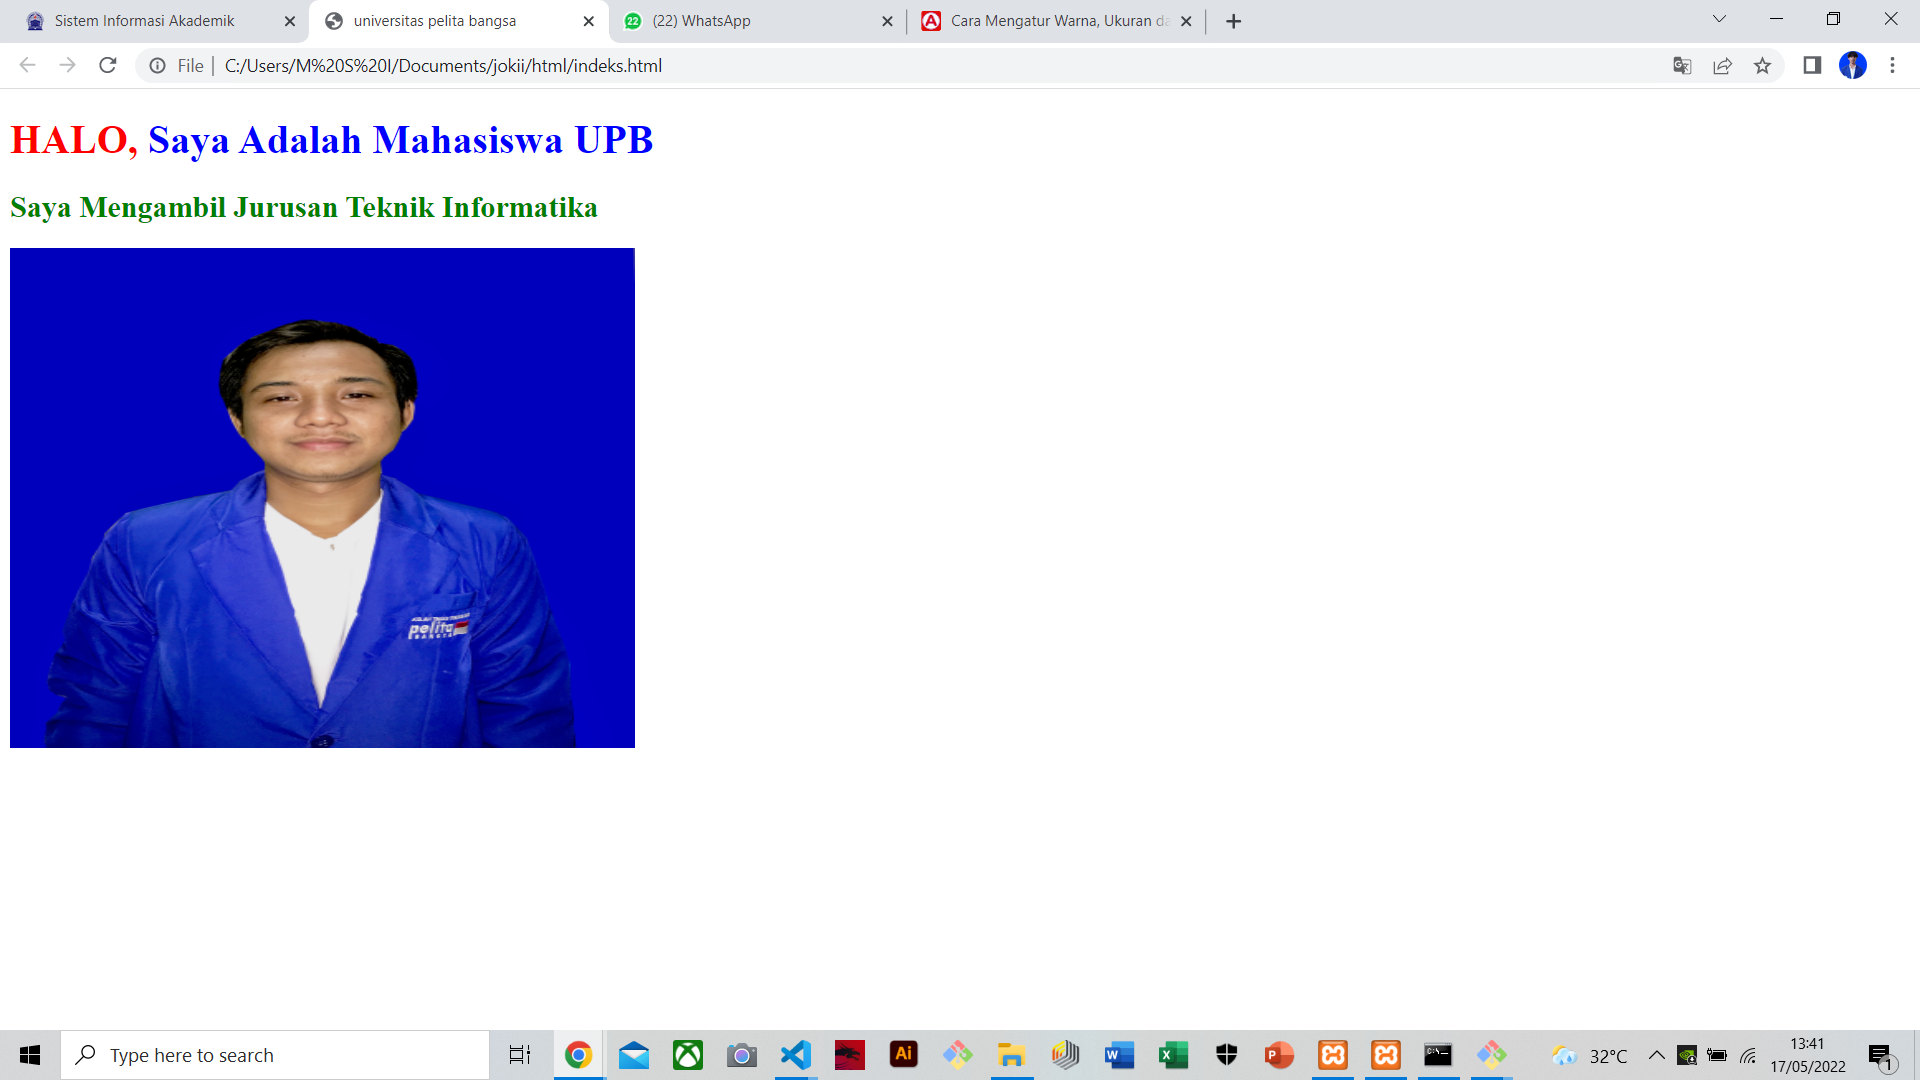 Sistem Informasi Akademik
universitas pelita bangsa
(22) WhatsApp
Cara Mengatur Warna, Ukuran da
File
C:/Users/M%20S%20I/Documents/jokii/html/indeks.html
HALO, Saya Adalah Mahasiswa UPB
Saya Mengambil Jurusan Teknik Informatika
pelita
BANGSA
Type here to search
Ai
32°C
13:41
17/05/2022
1